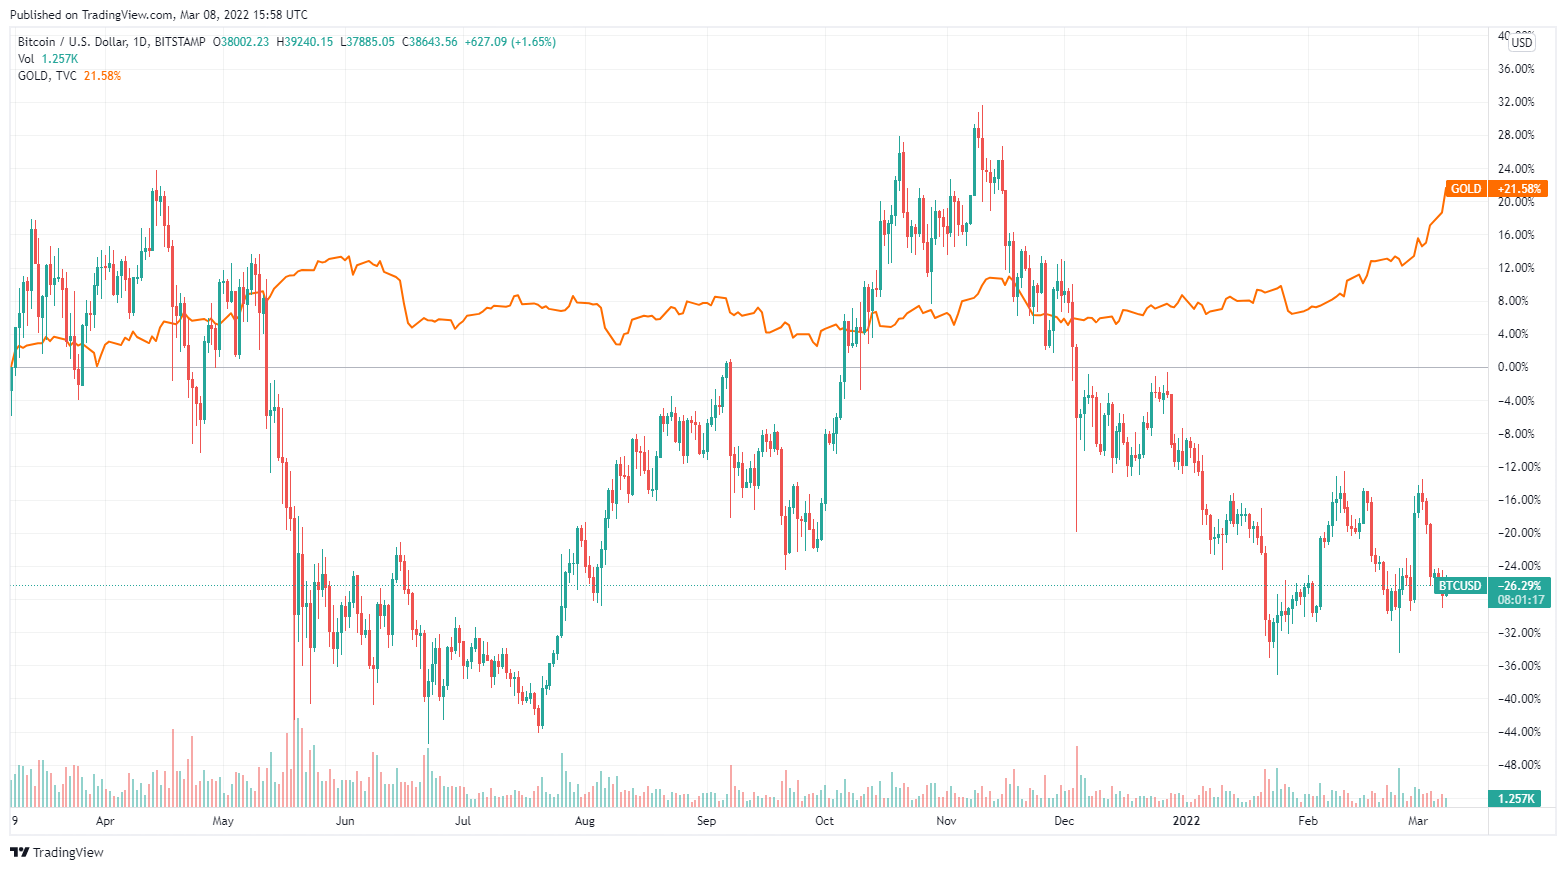 Published on TradingView.com, Mar 08, 2022 15:58 UTC
Bitcoin / U.S. Dollar, 1D, BITSTAMP O38002.23 H39240.15 L37885.05 C38643.56 +627.09 (+1.65%)
Vol 1.257K
GOLD, TVC 21.58%
USD
36.00%
32.00%
28.00%
24.00%
GOLD +21.58%
20.00%
16.00%
12.00%
8.00%
4.00%
0.00%
−4.00%
−8.00%
−12.00%
−16.00%
−20.00%
−24.00%
BTCUSD −26.29%
08:01:17
−32.00%
−36.00%
−40.00%
−44.00%
−48.00%
1.257K
9 Apr May Jun Jul Aug Sep Oct Nov Dec 2022 Feb Mar
TradingView